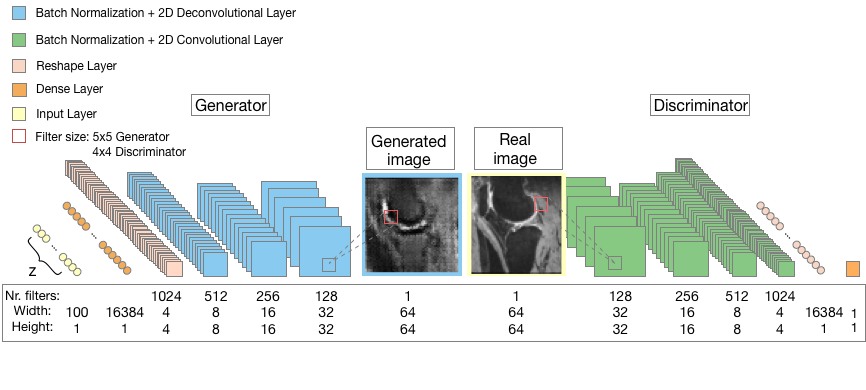 Batch Normalization + 2D Deconvolutional Layer
Batch Normalization + 2D Convolutional Layer
Reshape Layer
Dense Layer
Input Layer
Filter size: 5x5 Generator
4x4 Discriminator
Generator
Discriminator
Generated
image
Real
image
z
Nr. filters: 1024 512 256 128 1 1 128 256 512 1024
Width: 100 16384 4 8 16 32 64 64 32 16 8 4 16384 1
Height: 1 1 4 8 16 32 64 64 32 16 8 4 1 1